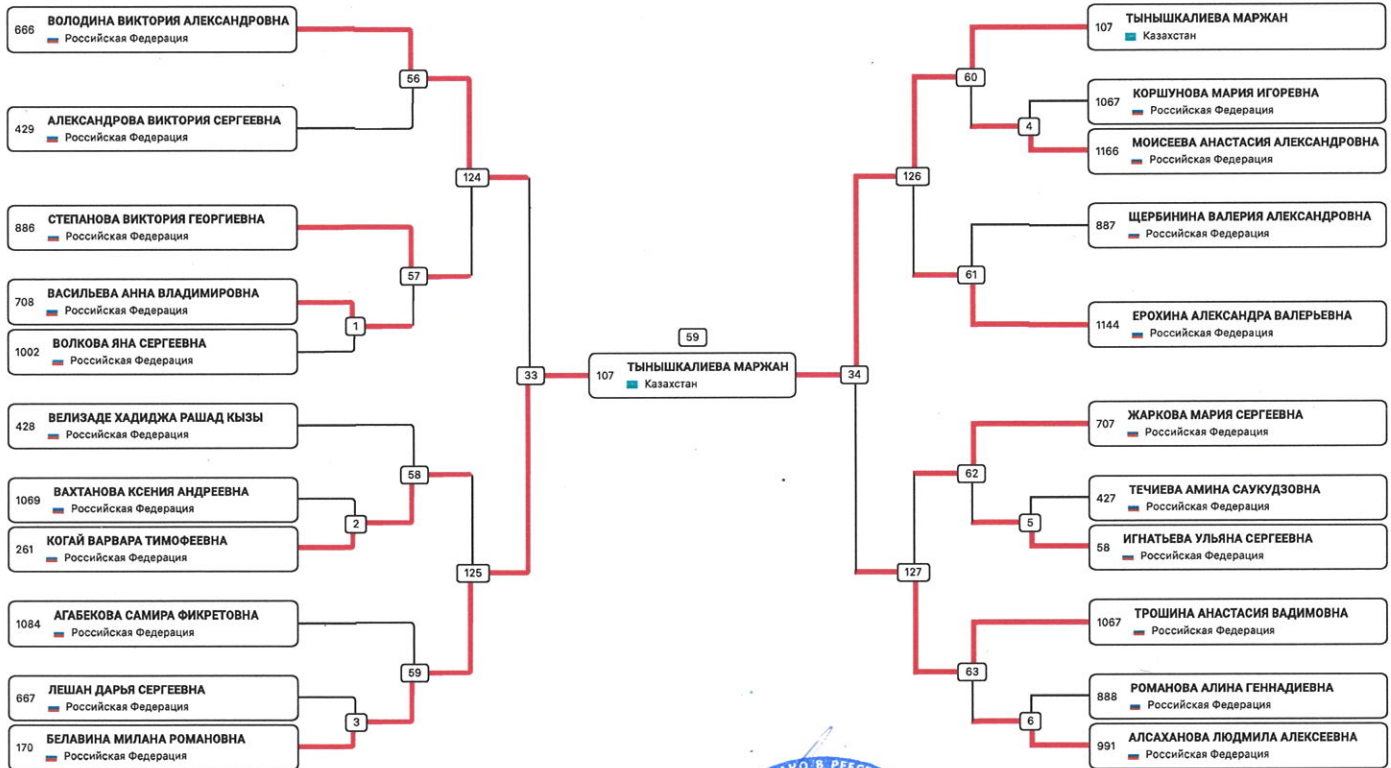 666 ВОЛОДИНА ВИКТОРИЯ АЛЕКСАНДРОВНА
Российская Федерация
56
429 АЛЕКСАНДРОВА ВИКТОРИЯ СЕРГЕЕВНА
Российская Федерация
124
886 СТЕПАНОВА ВИКТОРИЯ ГЕОРГИЕВНА
Российская Федерация
57
708 ВАСИЛЬЕВА АННА ВЛАДИМИРОВНА
Российская Федерация
1
1002 ВОЛКОВА ЯНА СЕРГЕЕВНА
Российская Федерация
33
428 ВЕЛИЗАДЕ ХАДИДЖА РАШАД КЫЗЫ
Российская Федерация
58
1069 ВАХТАНОВА КСЕНИЯ АНДРЕЕВНА
Российская Федерация
2
261 КОГАЙ ВАРВАРА ТИМОФЕЕВНА
Российская Федерация
125
1084 АГАБЕКОВА САМИРА ФИКРЕТОВНА
Российская Федерация
59
667 ЛЕШАН ДАРЬЯ СЕРГЕЕВНА
Российская Федерация
3
170 БЕЛАВИНА МИЛАНА РОМАНОВНА
Российская Федерация
59
107 ТЫНЫШКАЛИЕВА МАРЖАН
Казахстан
107 ТЫНЫШКАЛИЕВА МАРЖАН
Казахстан
60
1067 КОРШУНОВА МАРИЯ ИГОРЕВНА
Российская Федерация
4
1166 МОИСЕЕВА АНАСТАСИЯ АЛЕКСАНДРОВНА
Российская Федерация
126
887 ЩЕРБИНИНА ВАЛЕРИЯ АЛЕКСАНДРОВНА
Российская Федерация
61
1144 ЕРОХИНА АЛЕКСАНДРА ВАЛЕРЬЕВНА
Российская Федерация
34
707 ЖАРКОВА МАРИЯ СЕРГЕЕВНА
Российская Федерация
62
427 ТЕЧИЕВА АМИНА САУКУДЗОВНА
Российская Федерация
5
58 ИГНАТЬЕВА УЛЬЯНА СЕРГЕЕВНА
Российская Федерация
127
1067 ТРОШИНА АНАСТАСИЯ ВАДИМОВНА
Российская Федерация
63
888 РОМАНОВА АЛИНА ГЕННАДИЕВНА
Российская Федерация
6
991 АЛСАХАНОВА ЛЮДМИЛА АЛЕКСЕЕВНА
Российская Федерация